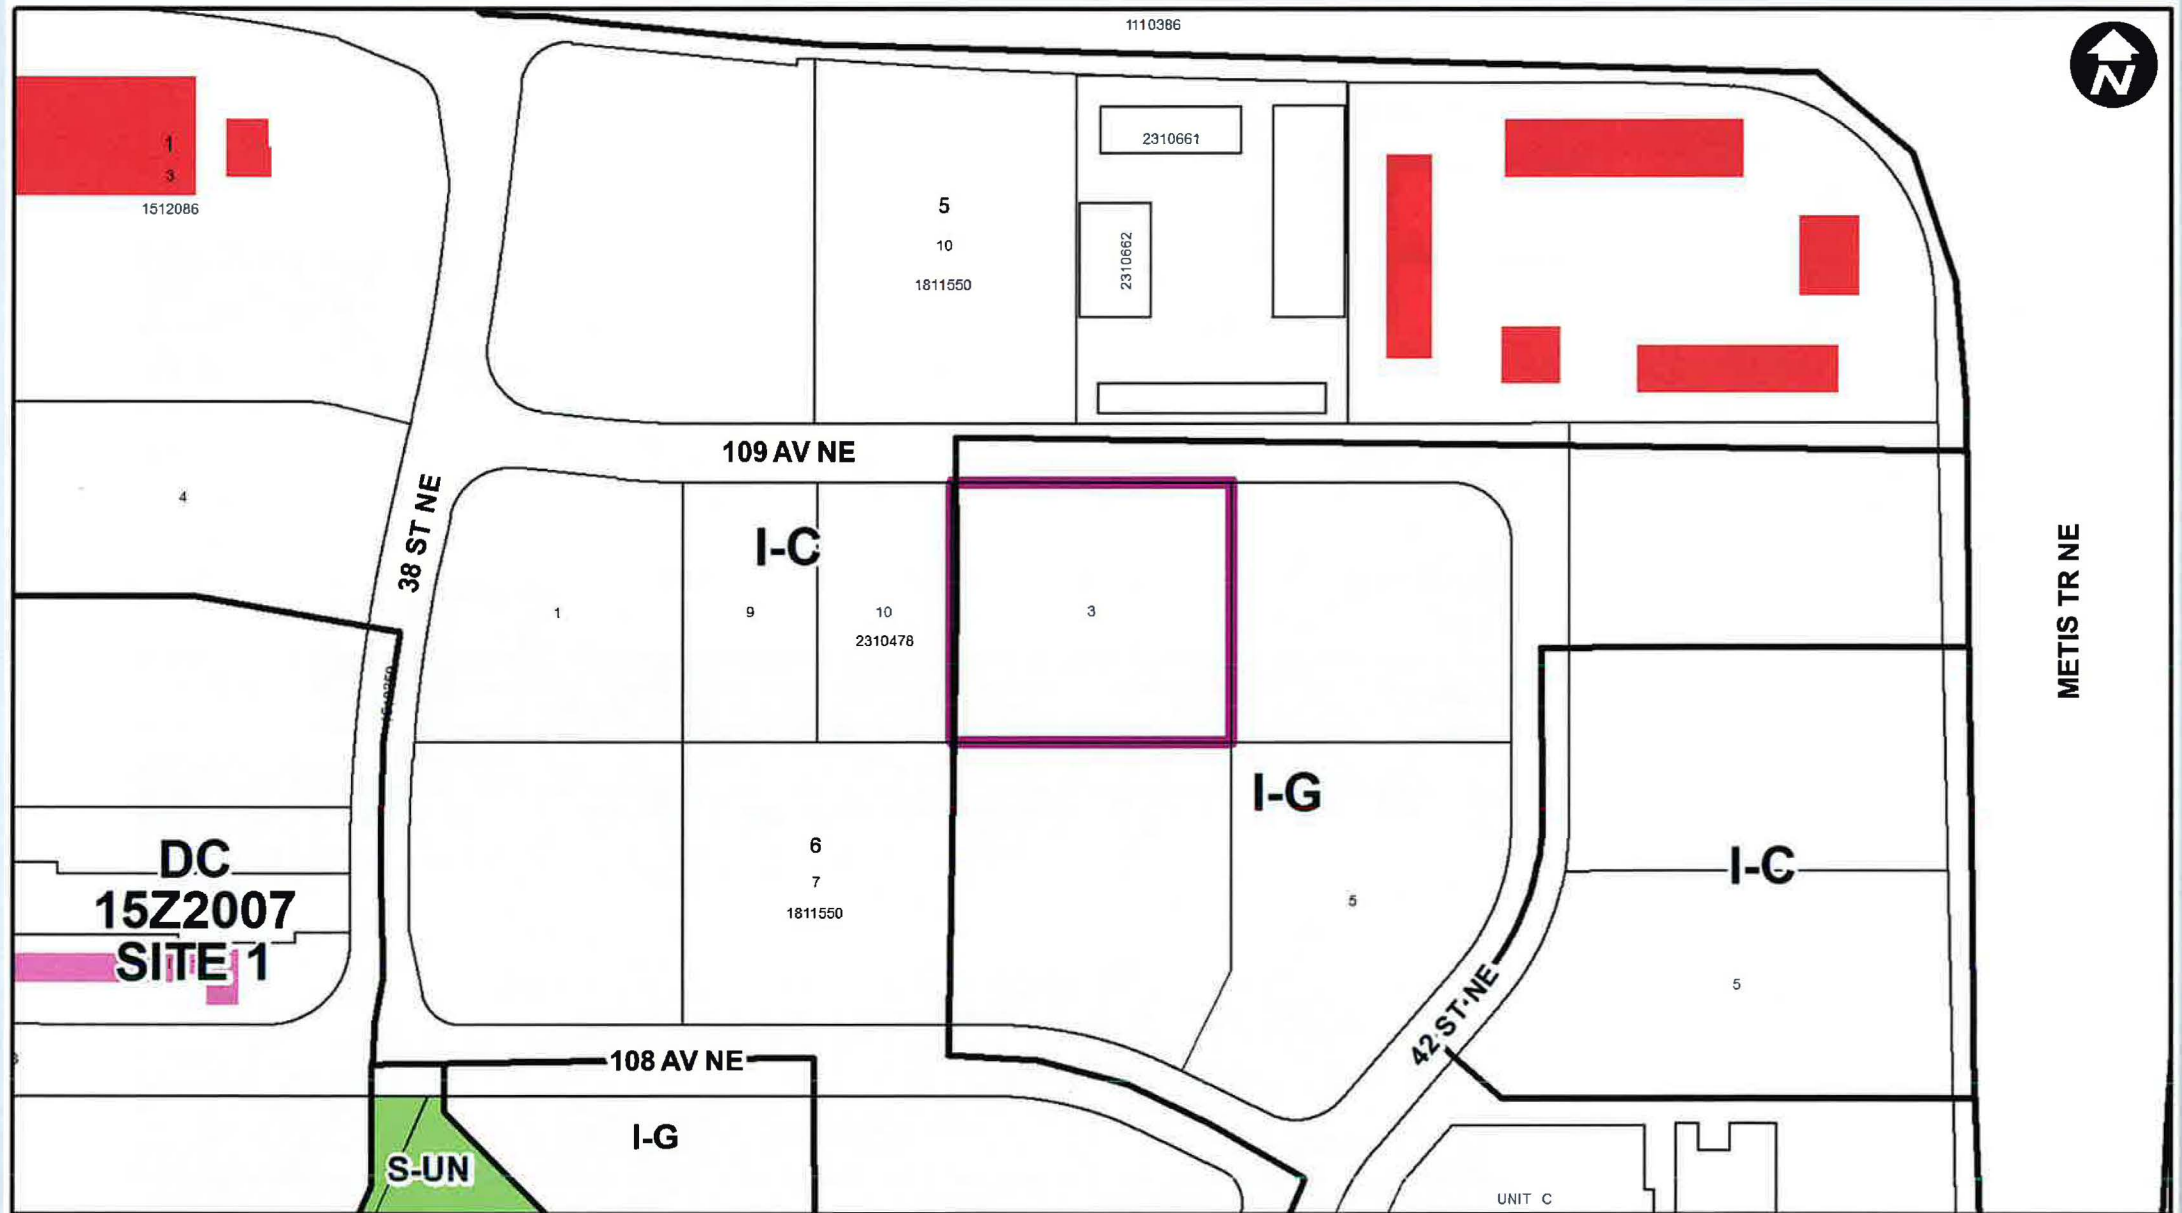 1110386
N
1
3
1512086
2310661
5
10
1811550
2310662
109 AV NE
4
38 ST NE
I-C
1
9
10
2310478
3
METIS TR NE
I-G
DC
15Z2007
SITE 1
6
7
1811550
5
I-C
5
42 ST NE
108 AV NE
I-G
S-UN
UNIT C